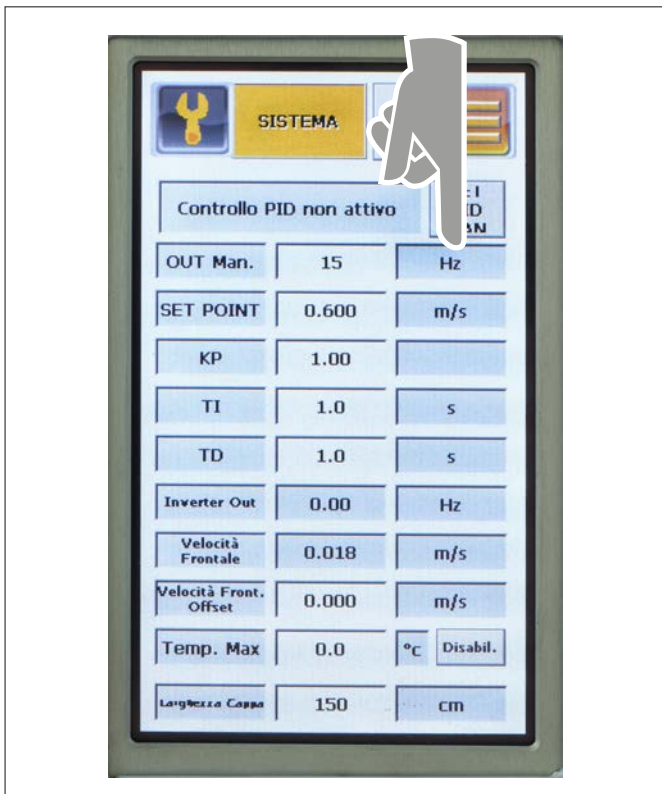 SISTEMA
Controllo PID non attivo
OUT Man. 15 Hz
SET POINT 0.600 m/s
KP 1.00
TI 1.0 s
TD 1.0 s
Inverter Out 0.00 Hz
Velocità
Frontale 0.018 m/s
Velocità Front.
Offset 0.000 m/s
Temp. Max 0.0 °C Disabil.
Larghezza Cappa 150 cm